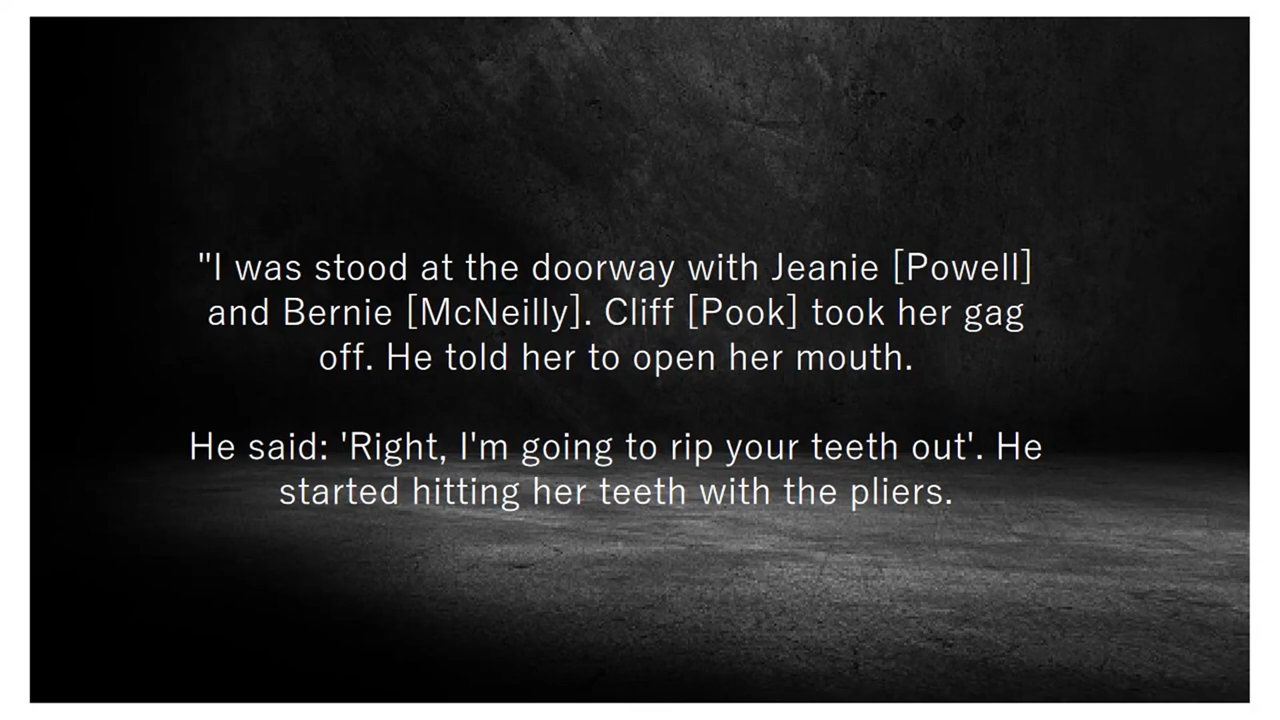 "I was stood at the doorway with Jeanie [Powell]
and Bernie [McNeilly]. Cliff [Pook] took her gag
off. He told her to open her mouth.
He said: 'Right, I'm going to rip your teeth out'. He
started hitting her teeth with the pliers.